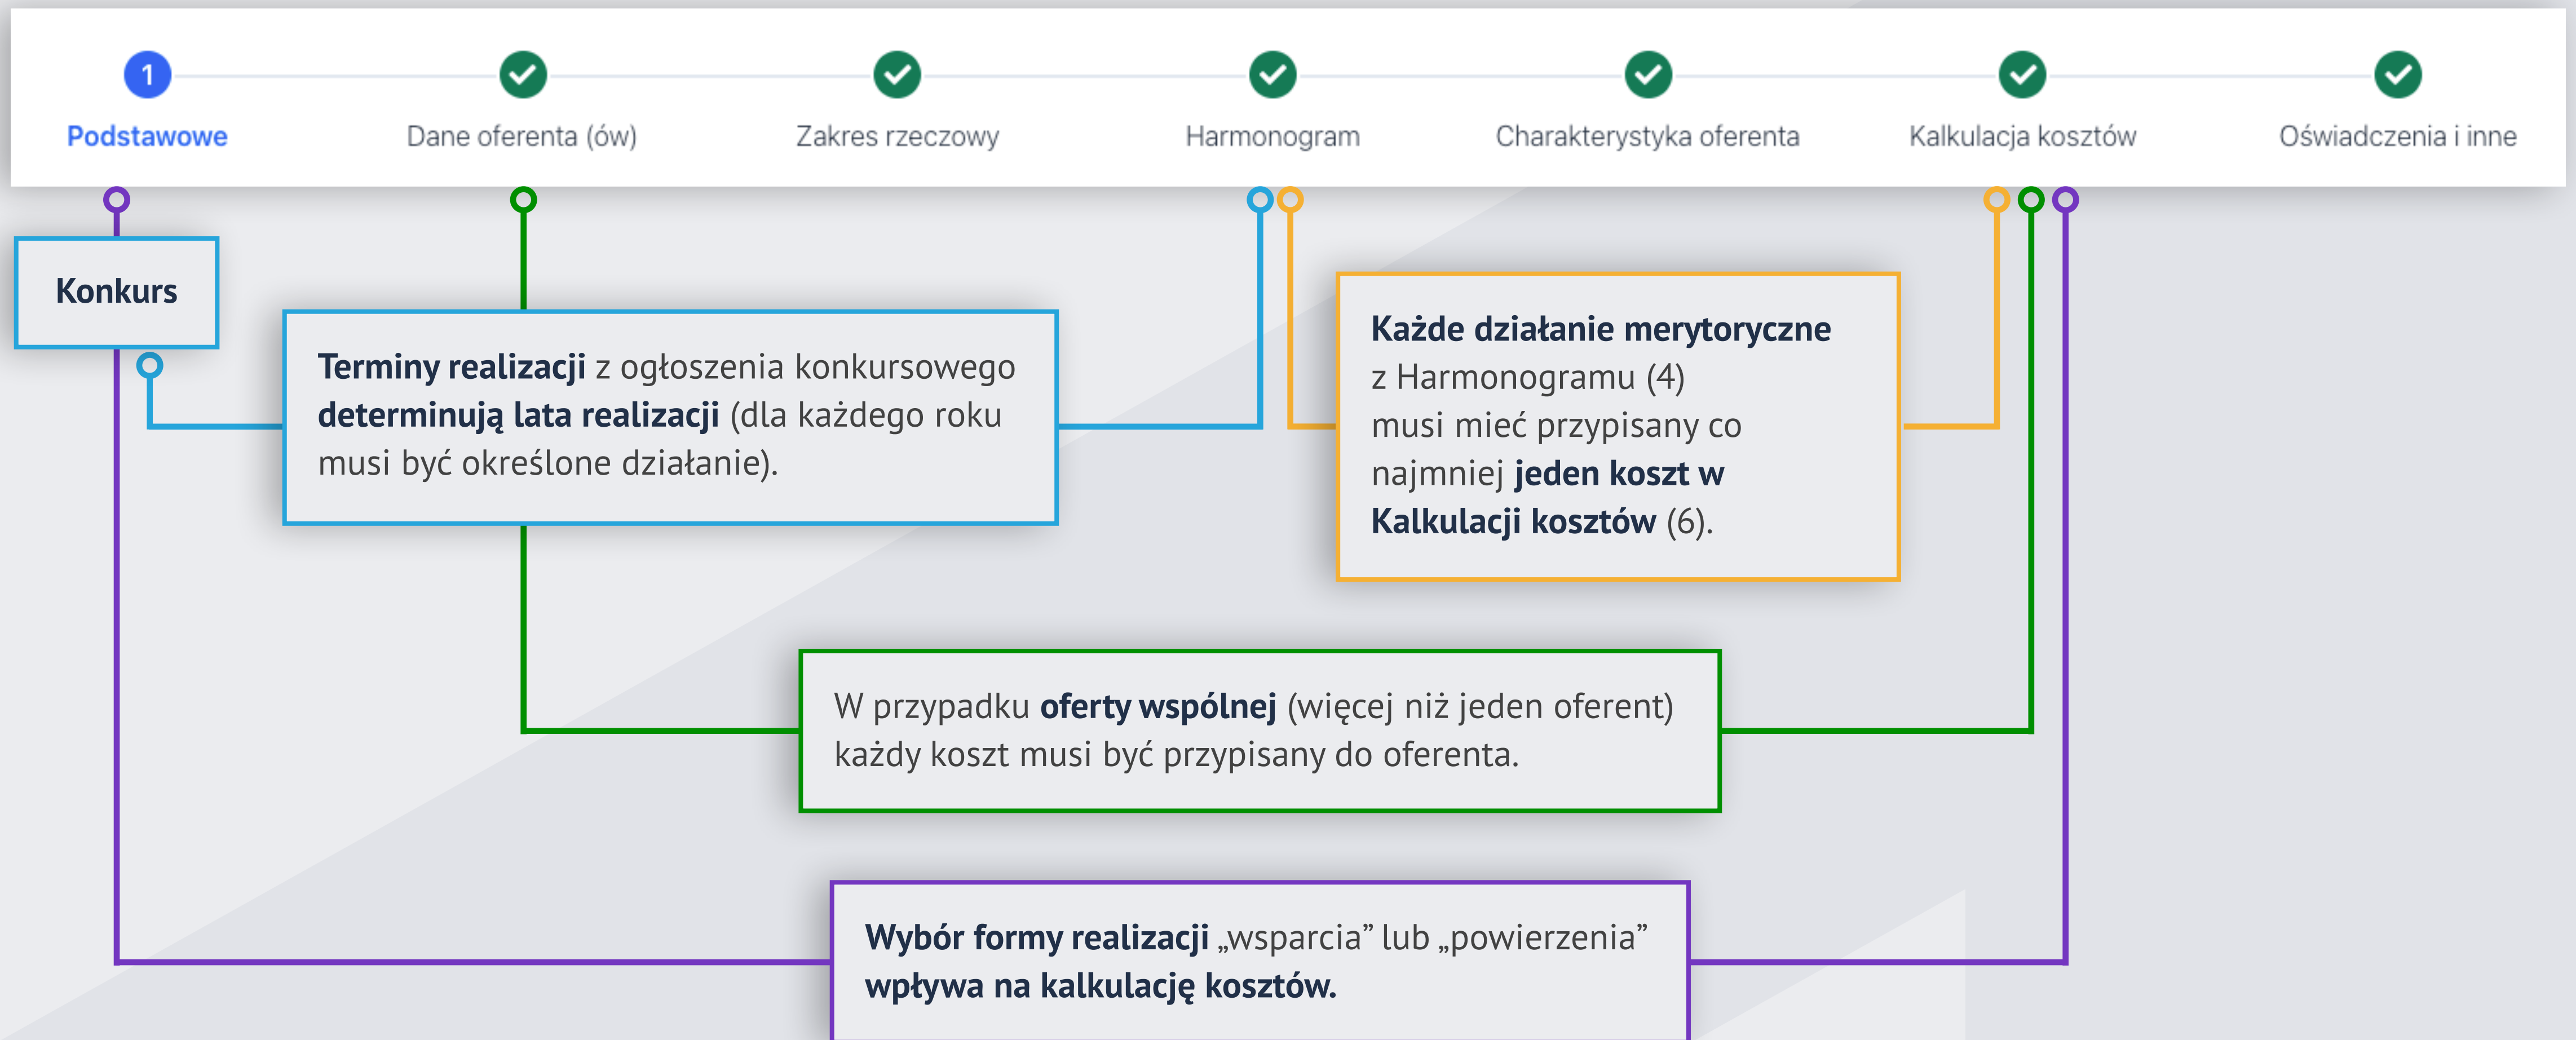 1
Podstawowe
Dane oferenta (ów)
Zakres rzeczowy
Harmonogram
Charakterystyka oferenta
Kalkulacja kosztów
Oświadczenia i inne
Konkurs
Terminy realizacji z ogłoszenia konkursowego
determinują lata realizacji (dla każdego roku
musi być określone działanie).
Każde działanie merytoryczne
z Harmonogramu (4)
musi mieć przypisany co
najmniej jeden koszt w
Kalkulacji kosztów (6).
W przypadku oferty wspólnej (więcej niż jeden oferent)
każdy koszt musi być przypisany do oferenta.
Wybór formy realizacji „wsparcia” lub „powierzenia”
wpływa na kalkulację kosztów.